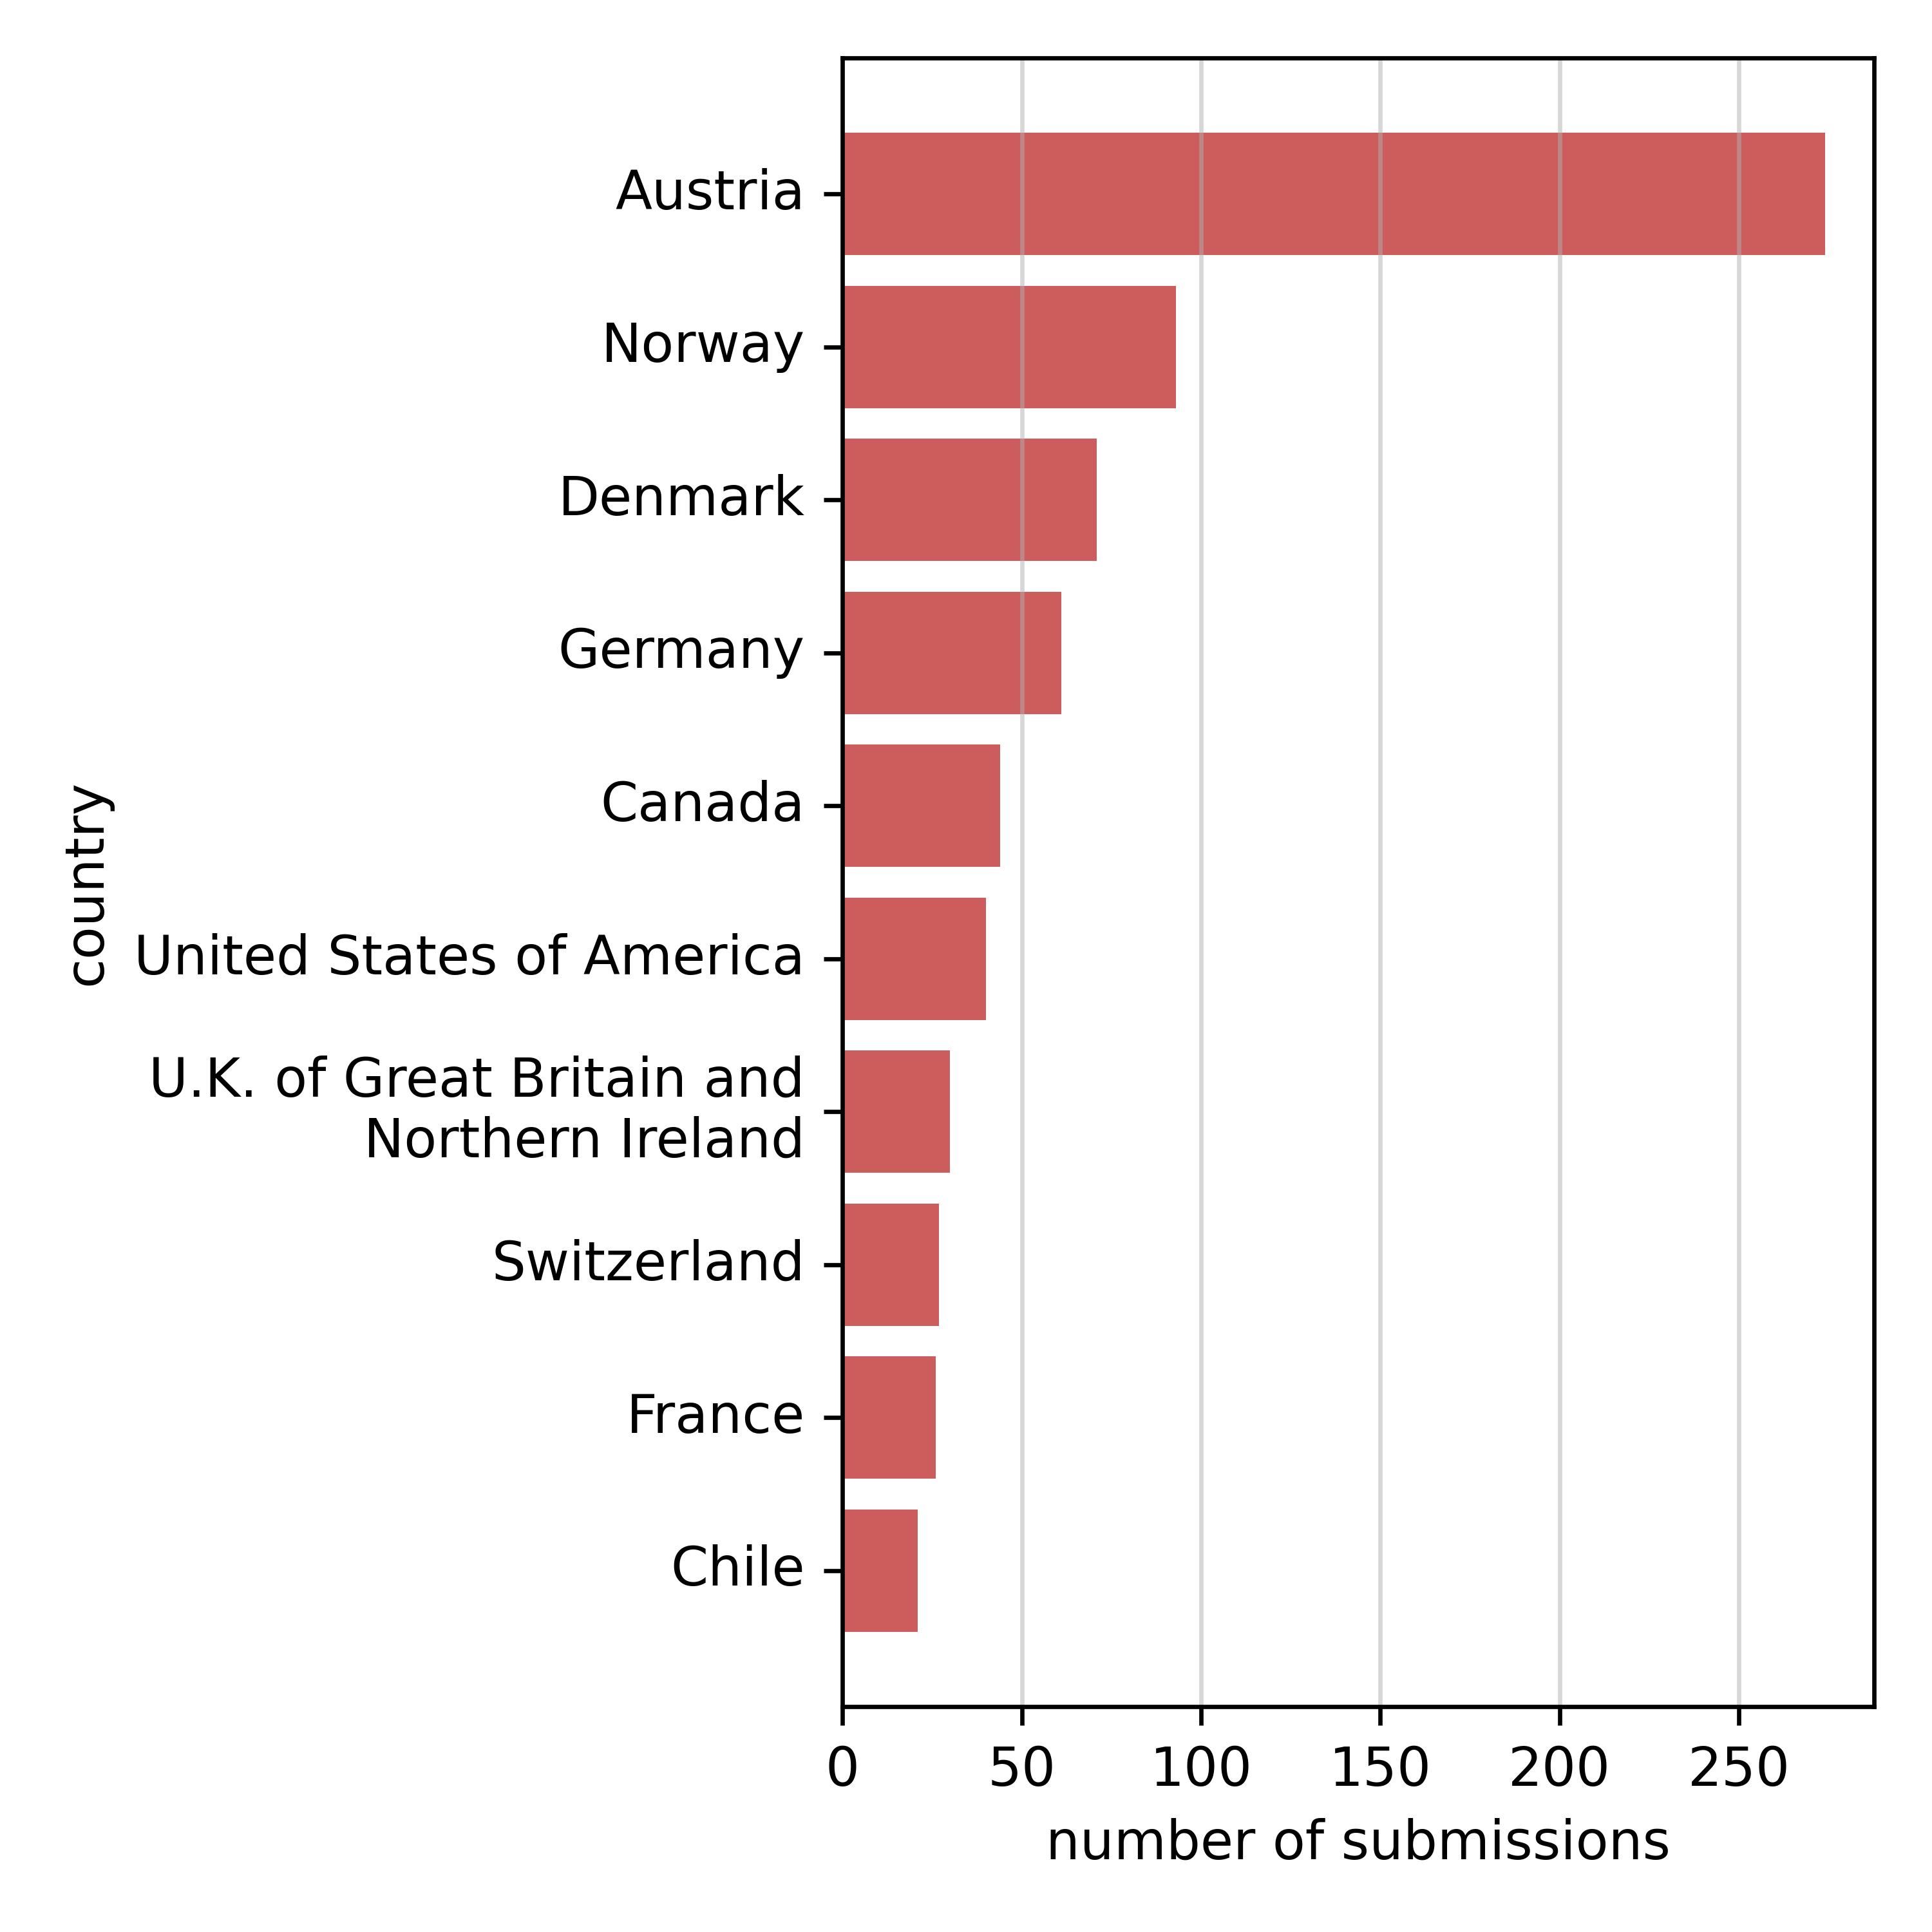 Austria
Norway
Denmark
Germany
Canada
country
United States of America
U.K. of Great Britain and
Northern Ireland
Switzerland
France
Chile
0 50 100 150 200 250
number of submissions